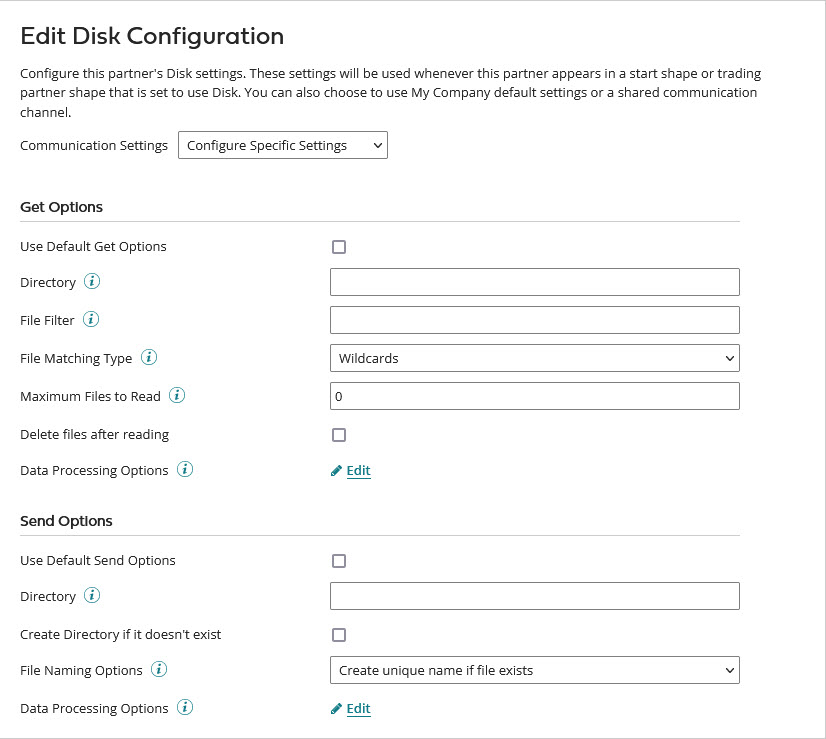 Edit Disk Configuration
Configure this partner's Disk settings. These settings will be used whenever this partner appears in a start shape or trading
partner shape that is set to use Disk. You can also choose to use My Company default settings or a shared communication
channel.
Communication Settings Configure Specific Settings
Get Options
Use Default Get Options
Directory i
File Filter i
File Matching Type i Wildcards
Maximum Files to Read i 0
Delete files after reading
Data Processing Options i Edit
Send Options
Use Default Send Options
Directory i
Create Directory if it doesn't exist
File Naming Options i Create unique name if file exists
Data Processing Options i Edit